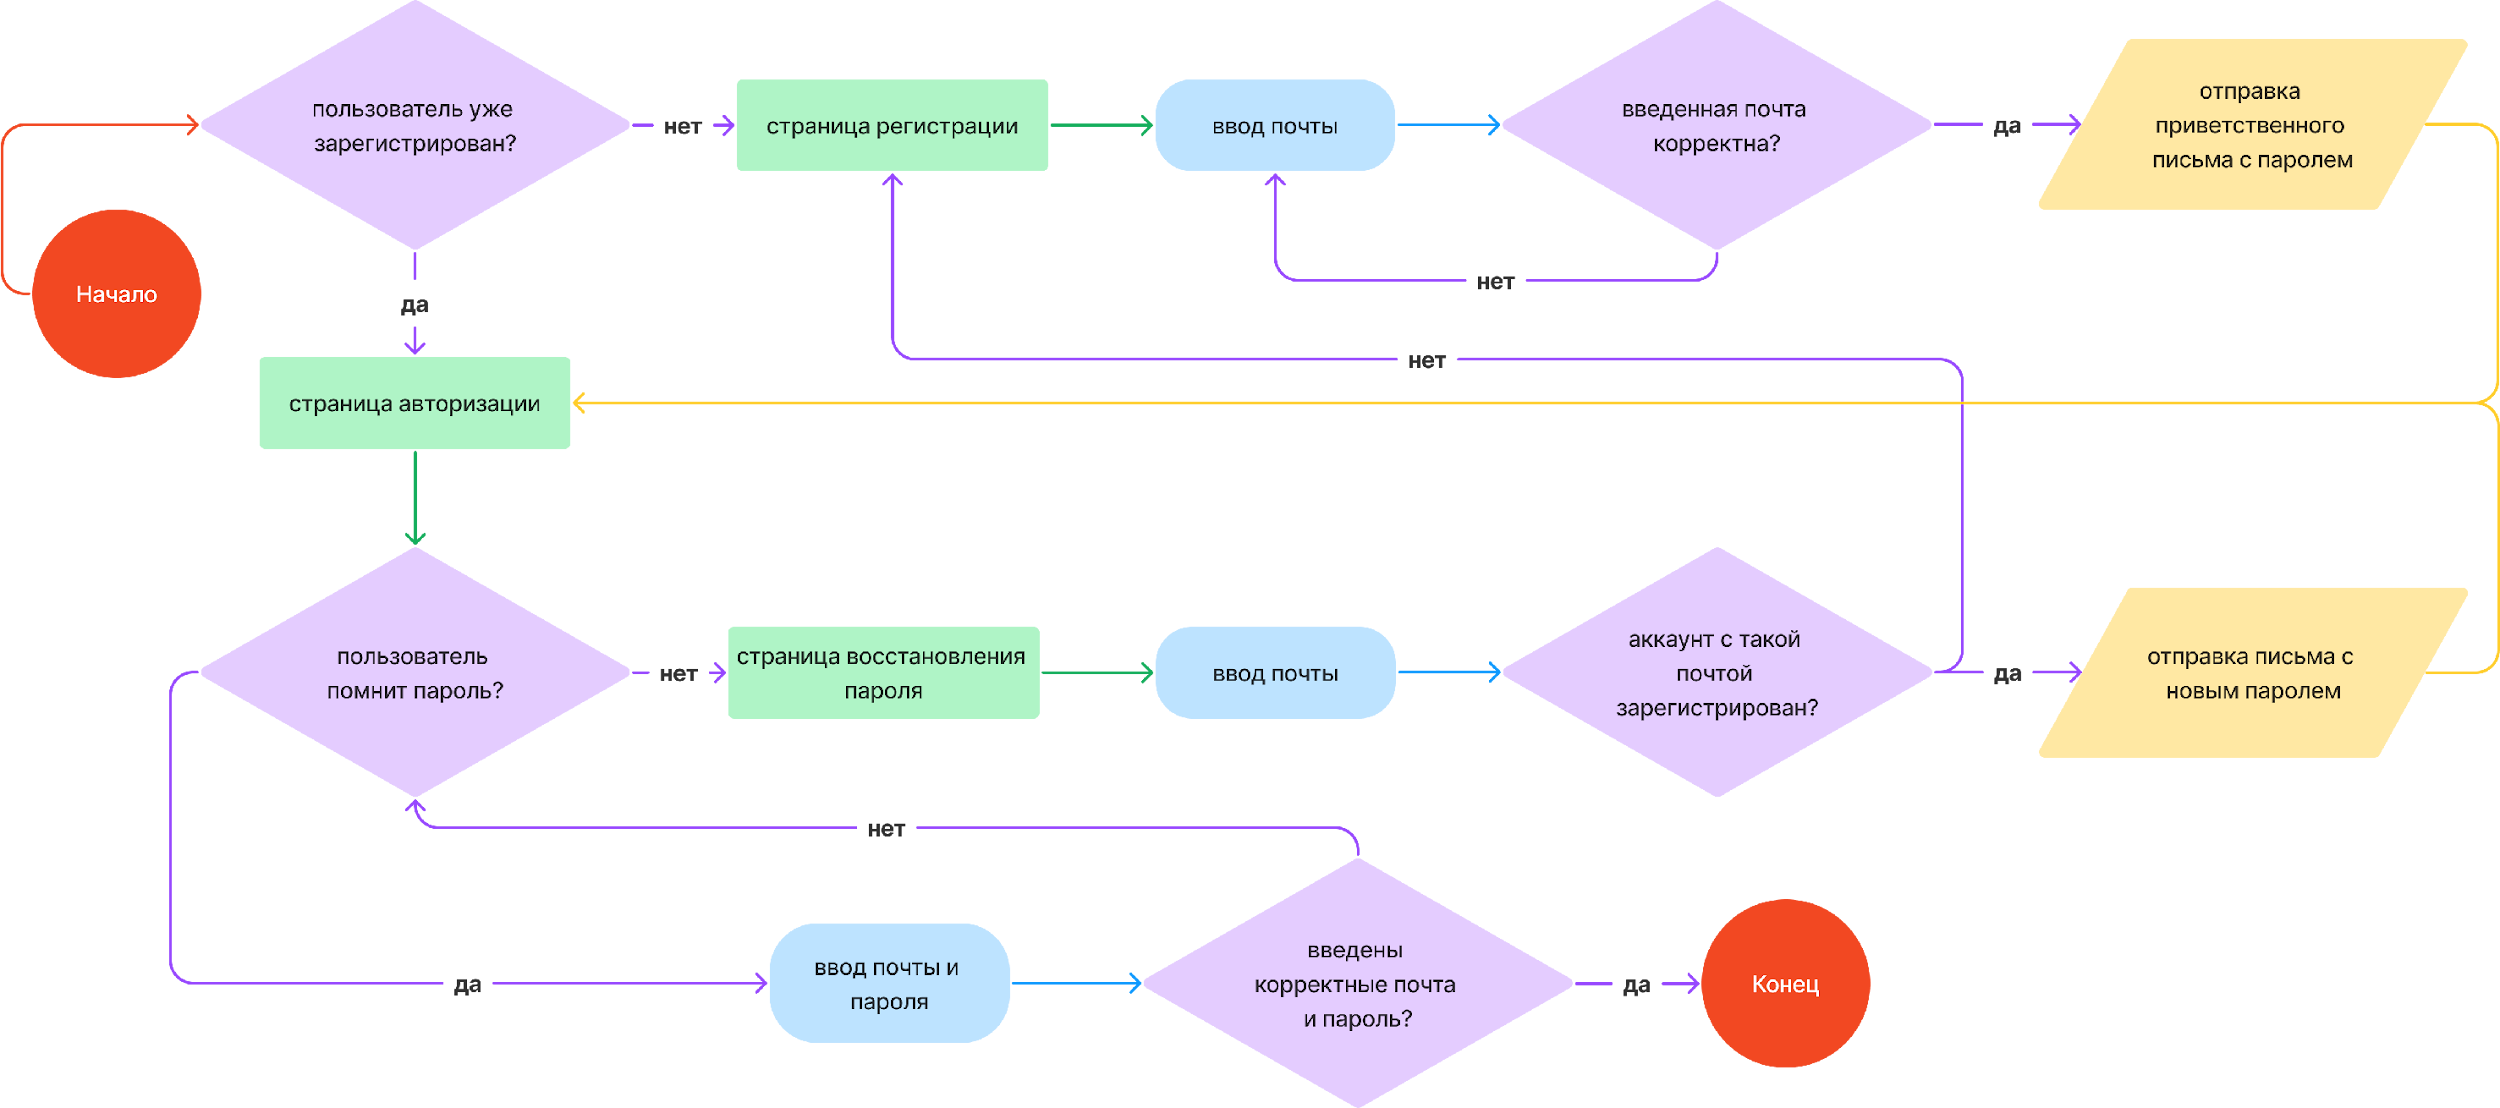 пользователь уже
зарегистрирован?
нет
страница регистрации
ввод почты
введенная почта
корректна?
да
отправка
приветственного
письма с паролем
Начало
да
нет
нет
страница авторизации
пользователь
помнит пароль?
нет
страница восстановления
пароля
ввод почты
аккаунт с такой
почтой
зарегистрирован?
да
отправка письма с
новым паролем
нет
да
ввод почты и
пароля
введены
корректные почта
и пароль?
да
Конец